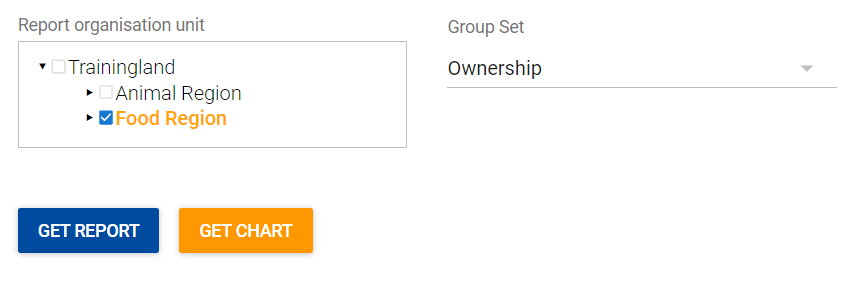 Report organisation unit
Group Set
Trainingland
Ownership
Animal Region
Food Region
GET REPORT
GET CHART